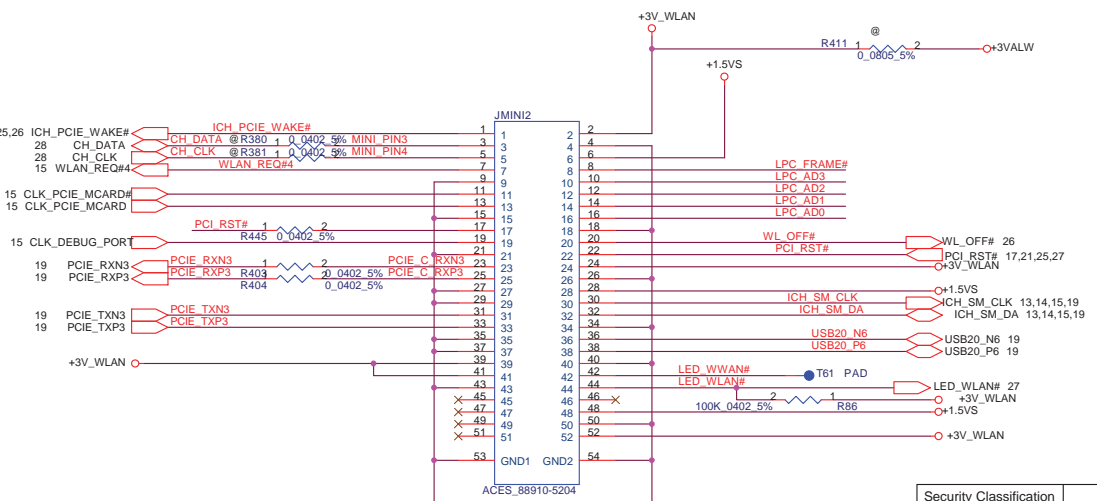 +3V_WLAN
@
R411 1 2 +3VALW
0_0805_5%
+1.5VS
JMINI2
25,26 ICH_PCIE_WAKE# ICH_PCIE_WAKE# 1 1 2 2
28 CH_DATA CH_DATA @R380 1 0_0402_5% 2 MINI_PIN3 3 3 4 4
28 CH_CLK CH_CLK @R381 1 0_0402_5% 2 MINI_PIN4 5 5 6 6
15 WLAN_REQ#4 WLAN_REQ#4 7 7 8 8 LPC_FRAME#
9 9 10 10 LPC_AD3
15 CLK_PCIE_MCARD# 11 11 12 12 LPC_AD2
15 CLK_PCIE_MCARD 13 13 14 14 LPC_AD1
15 15 16 16 LPC_AD0
PCI_RST# 1 2 17 17 18 18
R445 0_0402_5%
15 CLK_DEBUG_PORT 19 19 20 20 WL_OFF# WL_OFF# 26
21 21 22 22 PCI_RST# PCI_RST# 17,21,25,27
19 PCIE_RXN3 PCIE_RXN3 1 2 PCIE_C_RXN3 23 23 24 24 +3V_WLAN
R403 0_0402_5%
19 PCIE_RXP3 PCIE_RXP3 1 2 PCIE_C_RXP3 25 25 26 26
R404 0_0402_5%
27 27 28 28 +1.5VS
29 29 30 30 ICH_SM_CLK ICH_SM_CLK 13,14,15,19
19 PCIE_TXN3 PCIE_TXN3 31 31 32 32 ICH_SM_DA ICH_SM_DA 13,14,15,19
19 PCIE_TXP3 PCIE_TXP3 33 33 34 34
35 35 36 36 USB20_N6 USB20_N6 19
37 37 38 38 USB20_P6 USB20_P6 19
+3V_WLAN 39 39 40 40
41 41 42 42 LED_WWAN# T61 PAD
43 43 44 44 LED_WLAN# LED_WLAN# 27
45 45 46 46 2 1 +3V_WLAN
100K_0402_5% R86
47 47 48 48 +1.5VS
49 49 50 50
51 51 52 52 +3V_WLAN
53 GND1 GND2 54
ACES_88910-5204
Security Classification